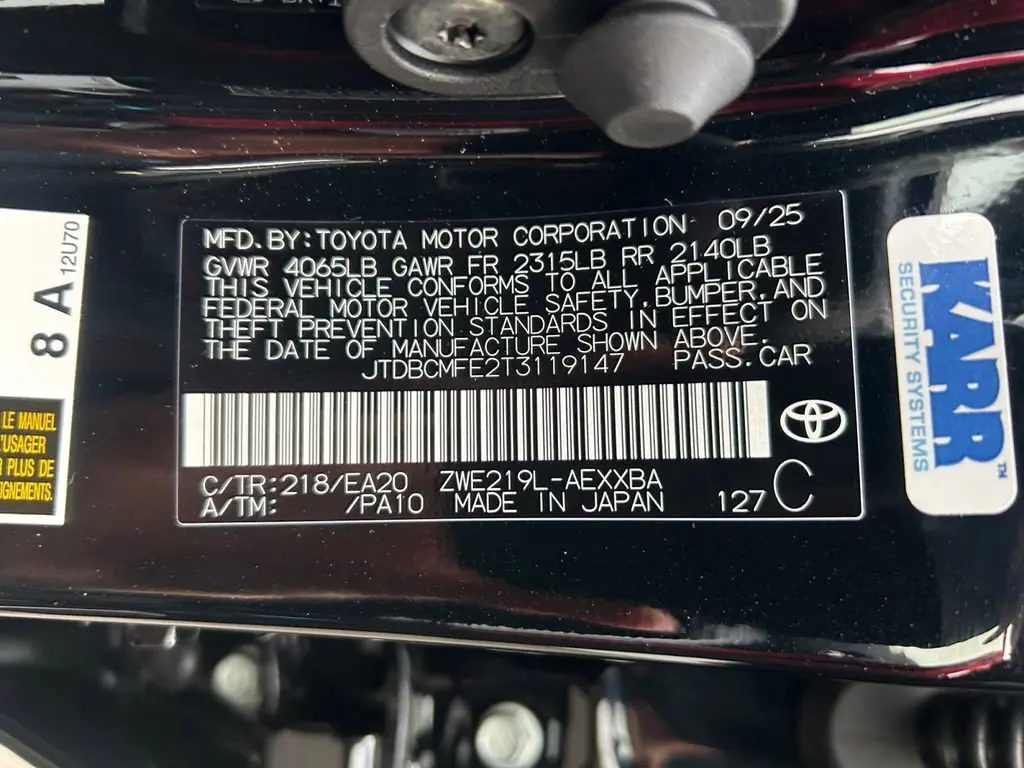 MFD.BY:TOYOTA MOTOR CORPORATION 09/25
GVWR 4065LB GAWR FR 2315LB RR 2140LB
THIS VEHICLE CONFORMS TO ALL APPLICABLE
FEDERAL MOTOR VEHICLE SAFETY,BUMPER,AND
THEFT PREVENTION STANDARDS IN EFFECT ON
THE DATE OF MANUFACTURE SHOWN ABOVE.
JTDBCMFE2T3119147 PASS.CAR
C/TR:218/EA20 ZWE219L-AEXXBA
A/TM: /PA10 MADE IN JAPAN 127 C
8 A 12U70
LE MANUEL
'USAGER
R PLUS DE
IGNEMENTS.
KARR™
SECURITY SYSTEMS